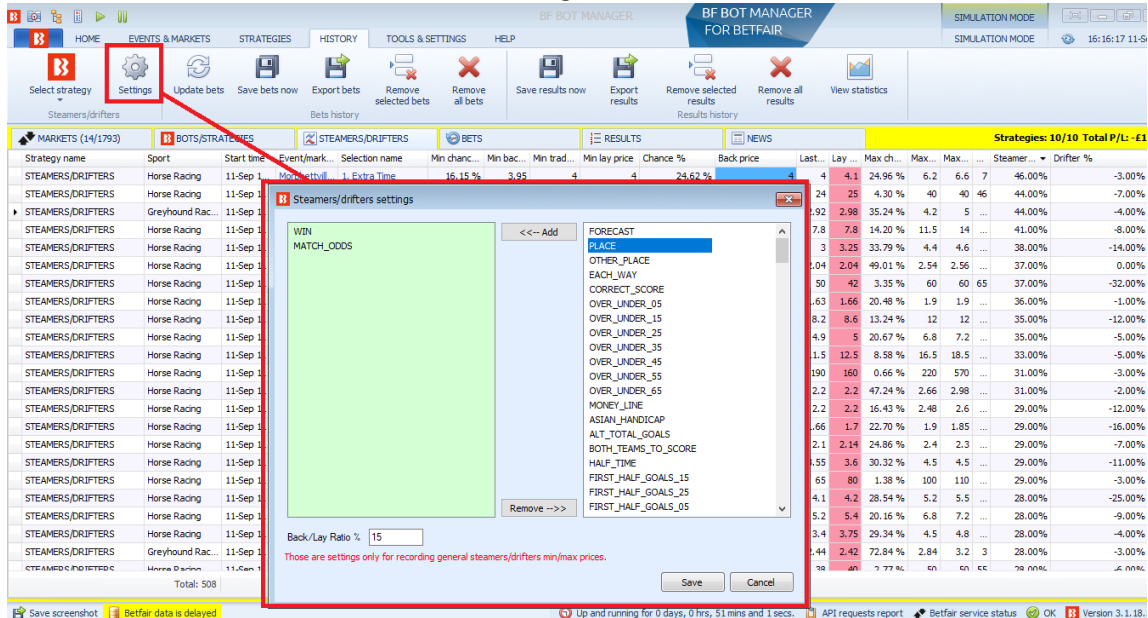 BF BOT MANAGER
BF BOT MANAGER
FOR BETFAIR
SIMULATION MODE
HOME EVENTS & MARKETS STRATEGIES HISTORY TOOLS & SETTINGS HELP SIMULATION MODE 16:16:17 11-Se
Select strategy Settings Update bets Save bets now Export bets Remove selected bets Remove all bets Save results now Export results Remove selected results Remove all results View statistics
Steamers/drifters Bets history Results history
MARKETS (14/1793) BOTS/STRATEGIES STEAMERS/DRIFTERS BETS RESULTS NEWS Strategies: 10/10 Total P/L: -£1
Strategy name Sport Start time Event/mark... Selection name Min chanc... Min bac... Min trad... Min lay price Chance % Back price Last... Lay ... Max ch... Max... Max... ... Steamer... Drifter %
STEAMERS/DRIFTERS Horse Racing 11-Sep 1... 1. Extra Time 16.15 % 3.95 4 4 24.62 % 4 4 4.1 24.96 % 6.2 6.6 7 46.00% -3.00%
STEAMERS/DRIFTERS Horse Racing 11-Sep 1 24 25 4.30 % 40 40 46 44.00% -7.00%
STEAMERS/DRIFTERS Greyhound Rac... 11-Sep 1 2.92 2.98 35.24 % 4.2 5 ... 44.00% -4.00%
STEAMERS/DRIFTERS Horse Racing 11-Sep 1 7.8 7.8 14.20 % 11.5 14 ... 41.00% -8.00%
STEAMERS/DRIFTERS Horse Racing 11-Sep 1 3 3.25 33.79 % 4.4 4.6 ... 38.00% -14.00%
STEAMERS/DRIFTERS Horse Racing 11-Sep 1 .04 2.04 49.01 % 2.54 2.56 ... 37.00% 0.00%
STEAMERS/DRIFTERS Horse Racing 11-Sep 1 50 42 3.35 % 60 60 65 37.00% -32.00%
STEAMERS/DRIFTERS Horse Racing 11-Sep 1 .63 1.66 20.48 % 1.9 1.9 ... 36.00% -1.00%
STEAMERS/DRIFTERS Horse Racing 11-Sep 1 8.2 8.6 13.24 % 12 12 ... 35.00% -12.00%
STEAMERS/DRIFTERS Horse Racing 11-Sep 1 4.9 5 20.67 % 6.8 7.2 ... 35.00% -5.00%
STEAMERS/DRIFTERS Horse Racing 11-Sep 1 1.5 12.5 8.58 % 16.5 18.5 ... 33.00% -5.00%
STEAMERS/DRIFTERS Horse Racing 11-Sep 1 190 160 0.66 % 220 570 ... 31.00% -3.00%
STEAMERS/DRIFTERS Horse Racing 11-Sep 1 2.2 2.2 47.24 % 2.66 2.98 ... 31.00% -2.00%
STEAMERS/DRIFTERS Horse Racing 11-Sep 1 2.2 2.2 16.43 % 2.48 2.6 ... 29.00% -12.00%
STEAMERS/DRIFTERS Horse Racing 11-Sep 1 .66 1.7 22.70 % 1.9 1.85 ... 29.00% -16.00%
STEAMERS/DRIFTERS Horse Racing 11-Sep 1 2.1 2.14 24.86 % 2.4 2.3 ... 29.00% -7.00%
STEAMERS/DRIFTERS Horse Racing 11-Sep 1 .55 3.6 30.32 % 4.5 4.5 ... 29.00% -11.00%
STEAMERS/DRIFTERS Horse Racing 11-Sep 1 65 80 1.38 % 100 110 ... 29.00% -3.00%
STEAMERS/DRIFTERS Horse Racing 11-Sep 1 4.1 4.2 28.54 % 5.2 5.5 ... 28.00% -25.00%
STEAMERS/DRIFTERS Horse Racing 11-Sep 1 5.2 5.4 20.16 % 6.8 7.2 ... 28.00% -9.00%
STEAMERS/DRIFTERS Horse Racing 11-Sep 1 3.4 3.75 29.34 % 4.5 4.8 ... 28.00% -4.00%
STEAMERS/DRIFTERS Greyhound Rac... 11-Sep 1 .44 2.42 72.84 % 2.84 3.2 3 28.00% -3.00%
STEAMERS/DRIFTERS Horse Racing 11-Sep 1 38 40 2.77 % 50 50 55 28.00% -6.00%
Total: 508
Steamers/drifters settings
WIN
MATCH_ODDS
<<-- Add
Remove -->>
FORECAST
PLACE
OTHER_PLACE
EACH_WAY
CORRECT_SCORE
OVER_UNDER_05
OVER_UNDER_15
OVER_UNDER_25
OVER_UNDER_35
OVER_UNDER_45
OVER_UNDER_55
OVER_UNDER_65
MONEY_LINE
ASIAN_HANDICAP
ALT_TOTAL_GOALS
BOTH_TEAMS_TO_SCORE
HALF_TIME
FIRST_HALF_GOALS_15
FIRST_HALF_GOALS_25
FIRST_HALF_GOALS_05
Back/Lay Ratio % 15
Those are settings only for recording general steamers/drifters min/max prices.
Save Cancel
Save screenshot Betfair data is delayed Up and running for 0 days, 0 hrs, 51 mins and 1 secs. API requests report Betfair service status OK Version 3.1.18.